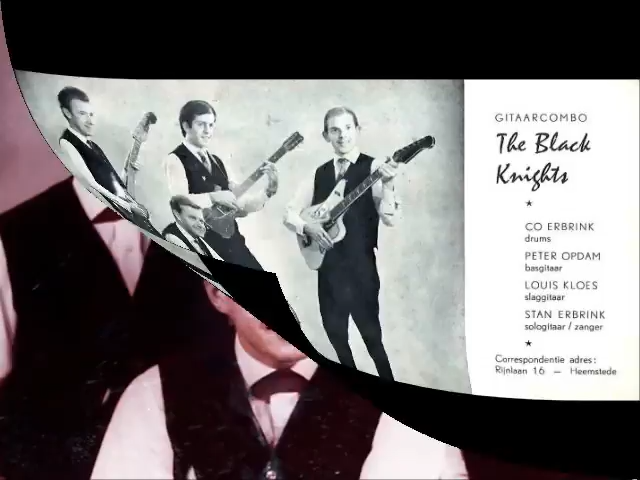 GITAARCOMBO
The Black
Knights
CO ERBRINK
drums
PETER OPDAM
basgitaar
LOUIS KLOES
slaggitaar
STAN ERBRINK
sologitaar / zanger
Correspondentie adres:
Rijnlaan 16 — Heemstede